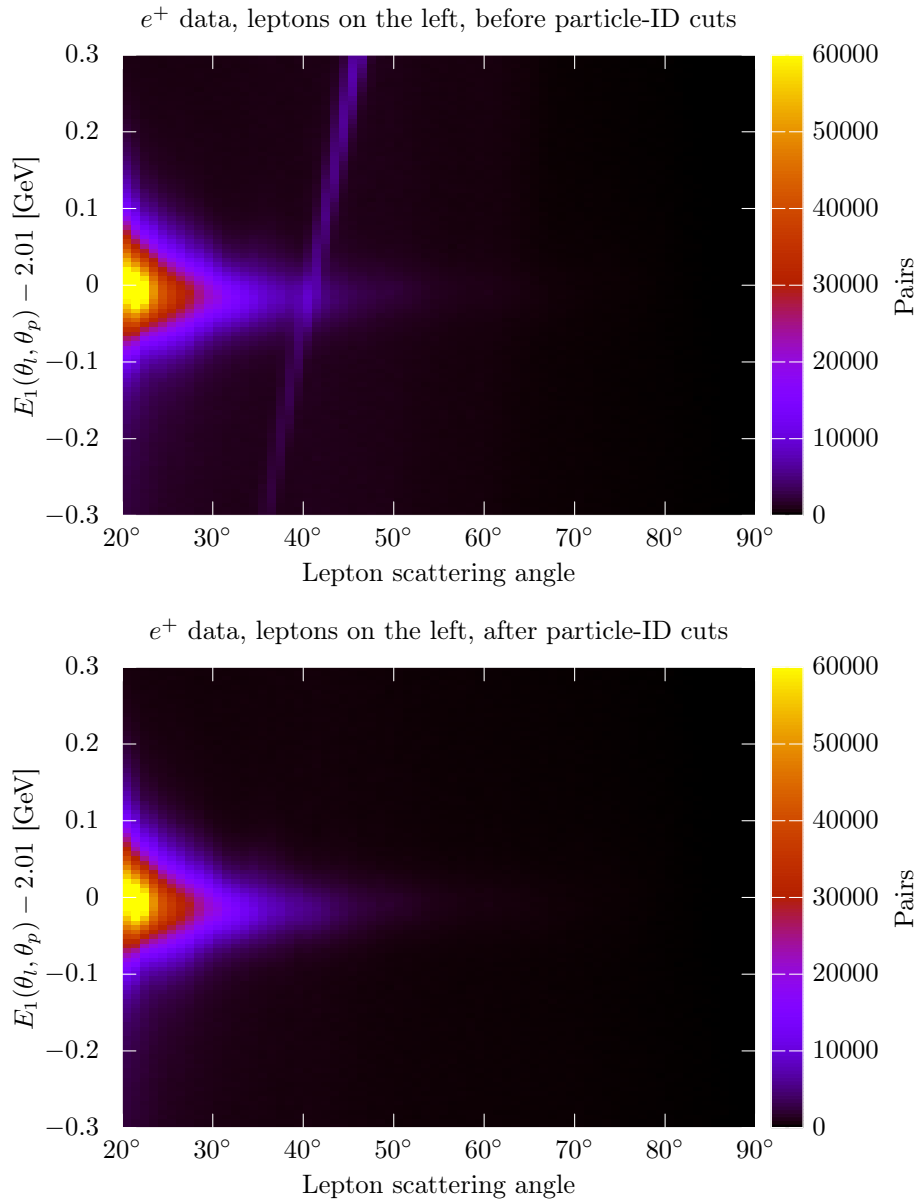 e⁺ data, leptons on the left, before particle-ID cuts
0.3
0.2
0.1
0
−0.1
−0.2
−0.3
E₁(θₗ, θₚ) − 2.01 [GeV]
20° 30° 40° 50° 60° 70° 80° 90°
Lepton scattering angle
60000
50000
40000
30000
20000
10000
0
Pairs
e⁺ data, leptons on the left, after particle-ID cuts
0.3
0.2
0.1
0
−0.1
−0.2
−0.3
E₁(θₗ, θₚ) − 2.01 [GeV]
20° 30° 40° 50° 60° 70° 80° 90°
Lepton scattering angle
60000
50000
40000
30000
20000
10000
0
Pairs